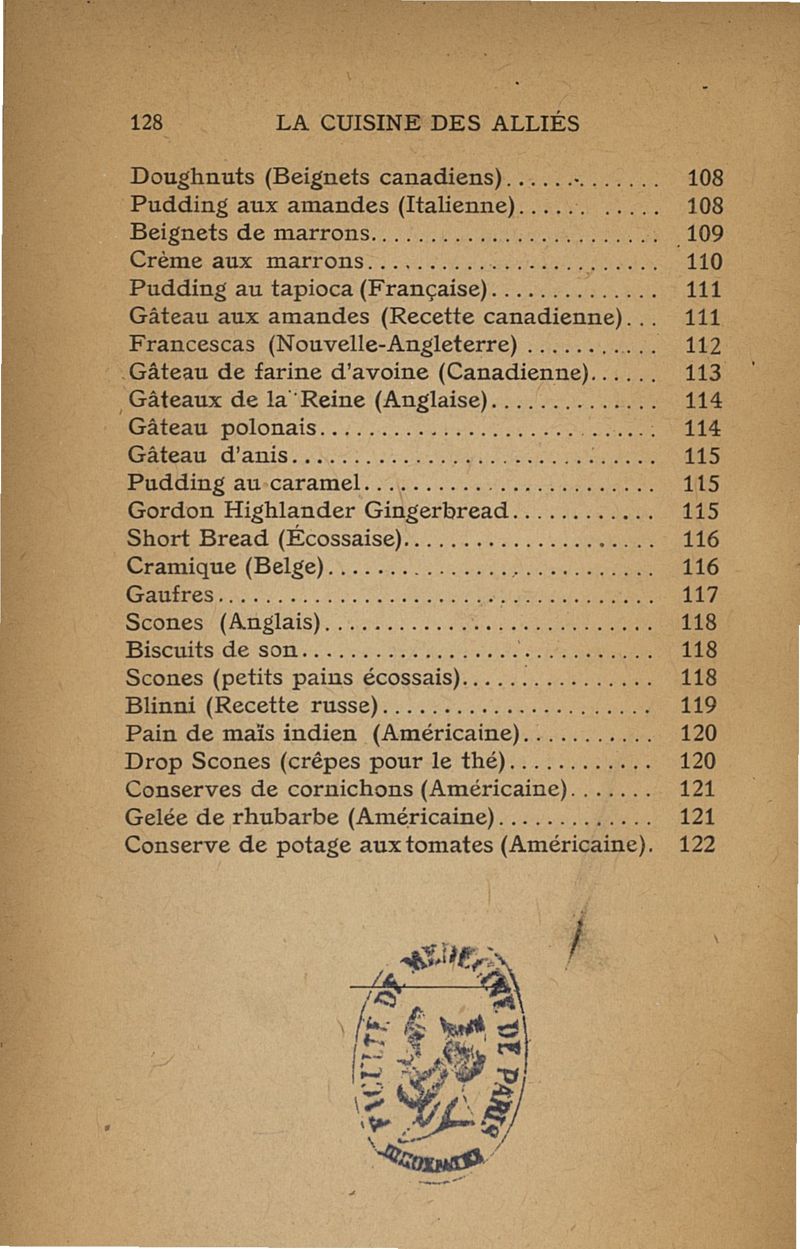 128 LA CUISINE DES ALLIÉS
Doughnuts (Beignets canadiens)............. 108
Pudding aux amandes (Italienne)........... 108
Beignets de marrons........................ 109
Crème aux marrons........................ 110
Pudding au tapioca (Française).............. 111
Gâteau aux amandes (Recette canadienne)... 111
Francescas (Nouvelle-Angleterre) ........... 112
Gâteau de farine d'avoine (Canadienne)...... 113
Gâteaux de la Reine (Anglaise).............. 114
Gâteau polonais............................ 114
Gâteau d'anis.............................. 115
Pudding au caramel......................... 115
Gordon Highlander Gingerbread............ 115
Short Bread (Écossaise)..................... 116
Cramique (Belge)........................... 116
Gaufres.................................... 117
Scones (Anglais)........................... 118
Biscuits de son............................. 118
Scones (petits pains écossais)................ 118
Blinni (Recette russe)....................... 119
Pain de maïs indien (Américaine)........... 120
Drop Scones (crêpes pour le thé)............ 120
Conserves de cornichons (Américaine)....... 121
Gelée de rhubarbe (Américaine)............. 121
Conserve de potage aux tomates (Américaine). 122
FACULTE DE MEDECINE DE PARIS